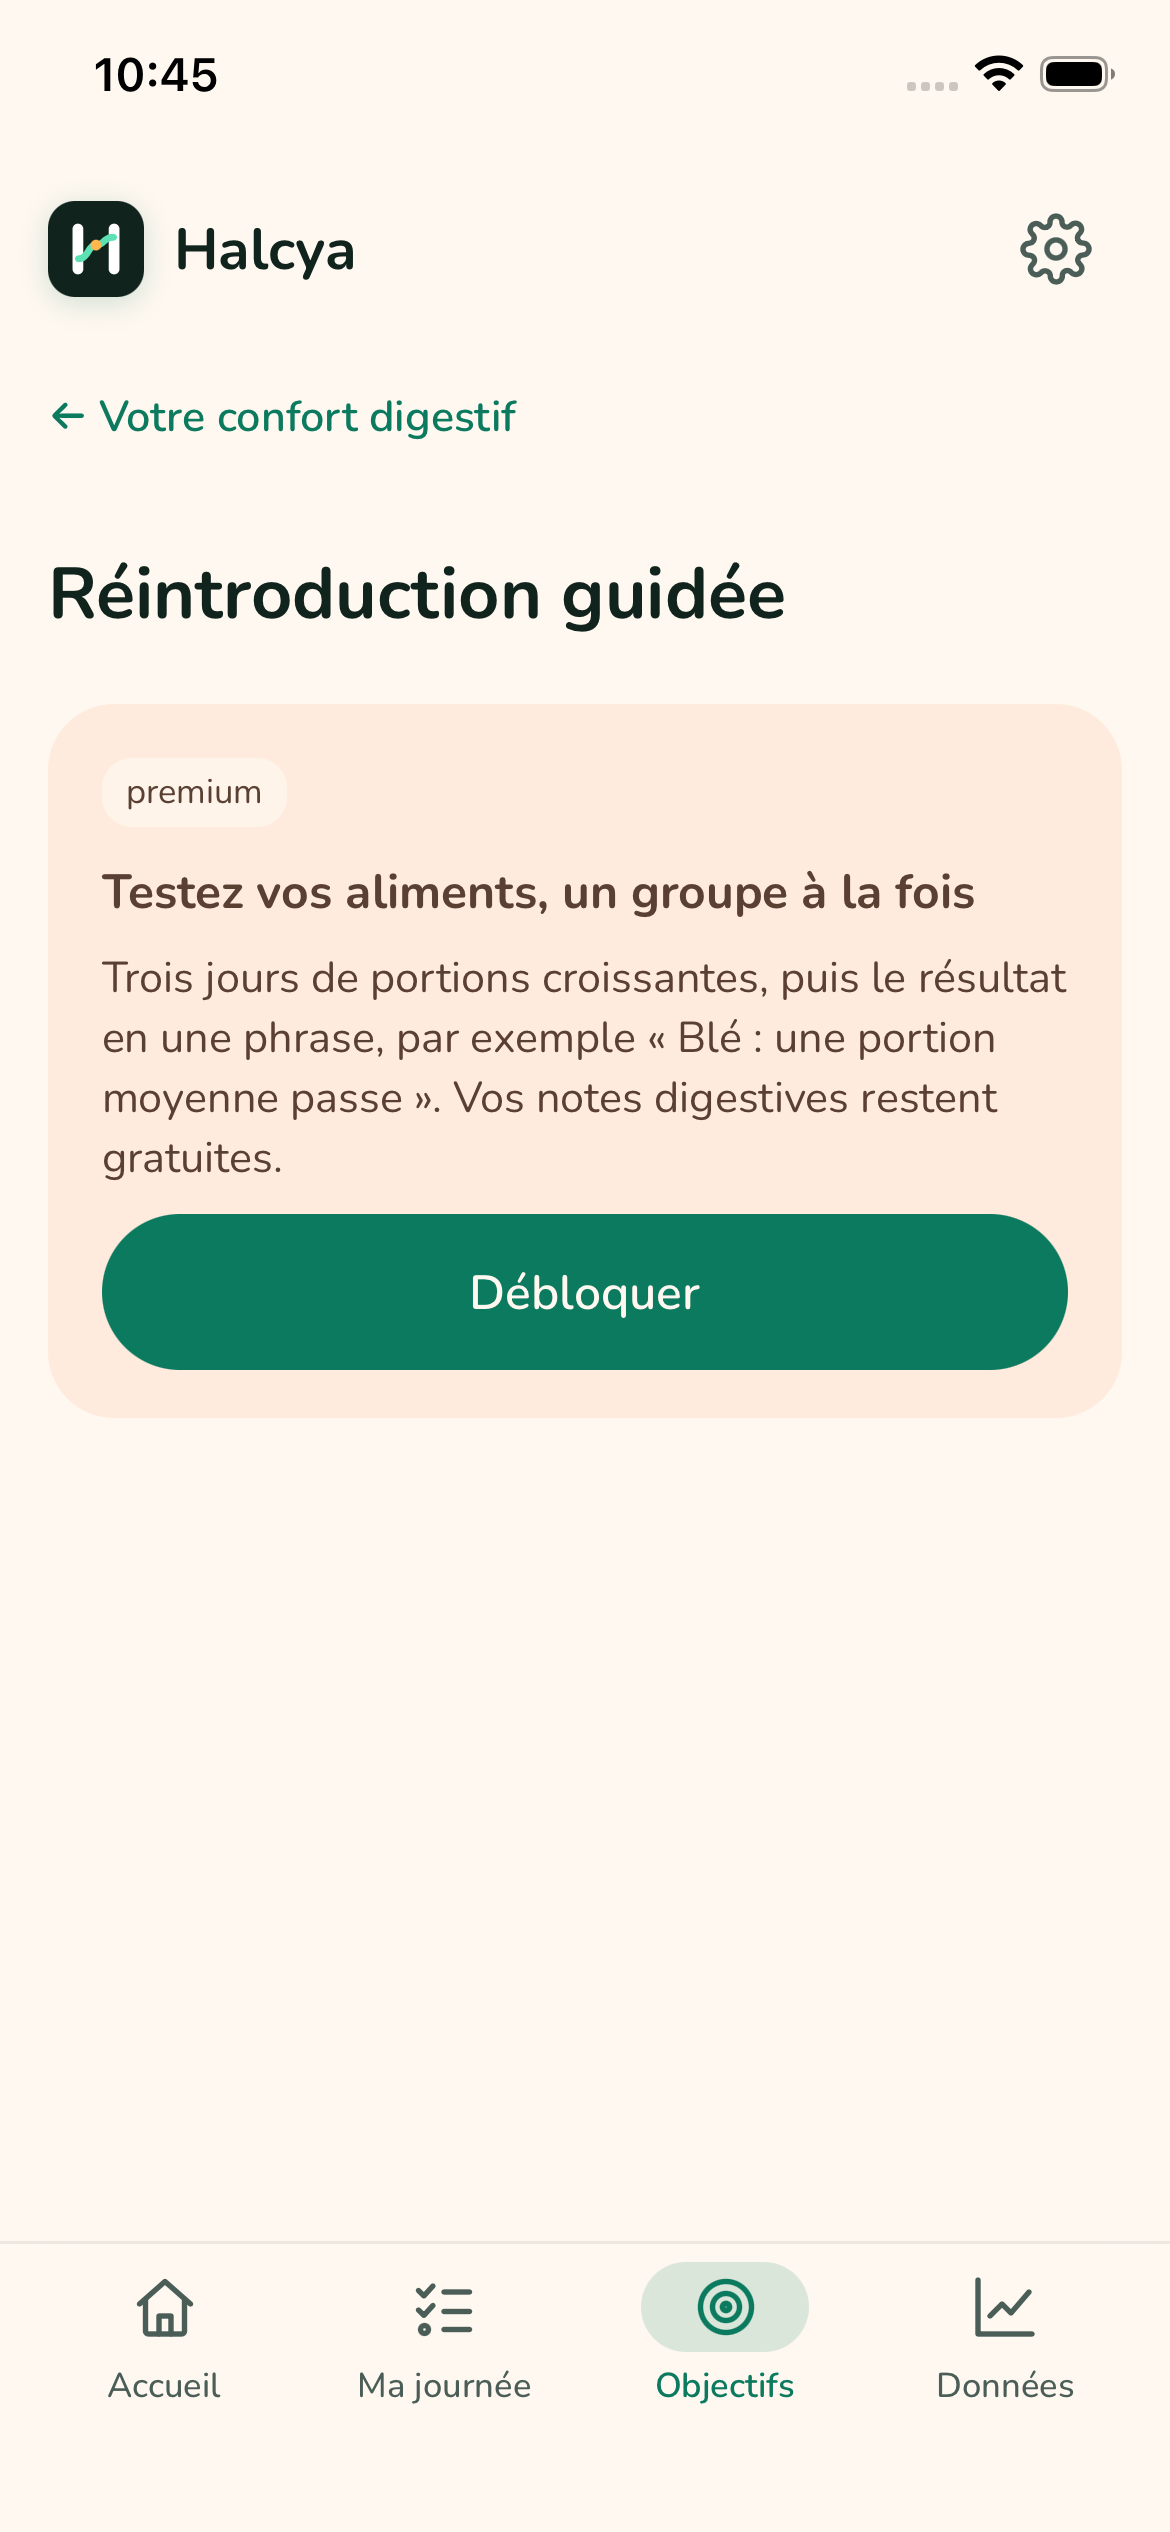 10:45
Halcya
← Votre confort digestif
Réintroduction guidée
premium
Testez vos aliments, un groupe à la fois
Trois jours de portions croissantes, puis le résultat
en une phrase, par exemple « Blé : une portion
moyenne passe ». Vos notes digestives restent
gratuites.
Débloquer
Accueil
Ma journée
Objectifs
Données